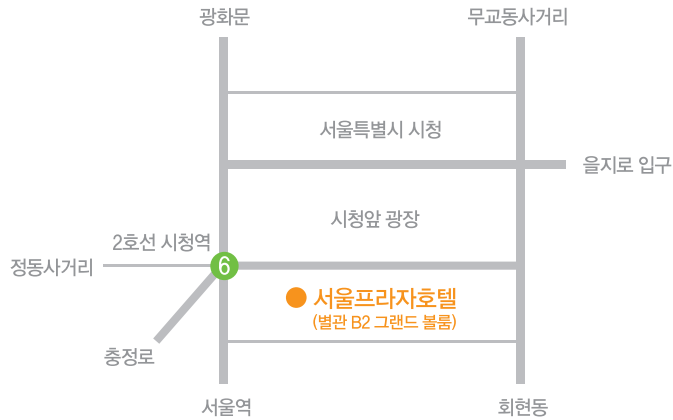 광화문
무교동사거리
서울특별시 시청
을지로 입구
시청앞 광장
2호선 시청역
정동사거리
6
서울프라자호텔
(별관 B2 그랜드 볼룸)
충정로
서울역
회현동